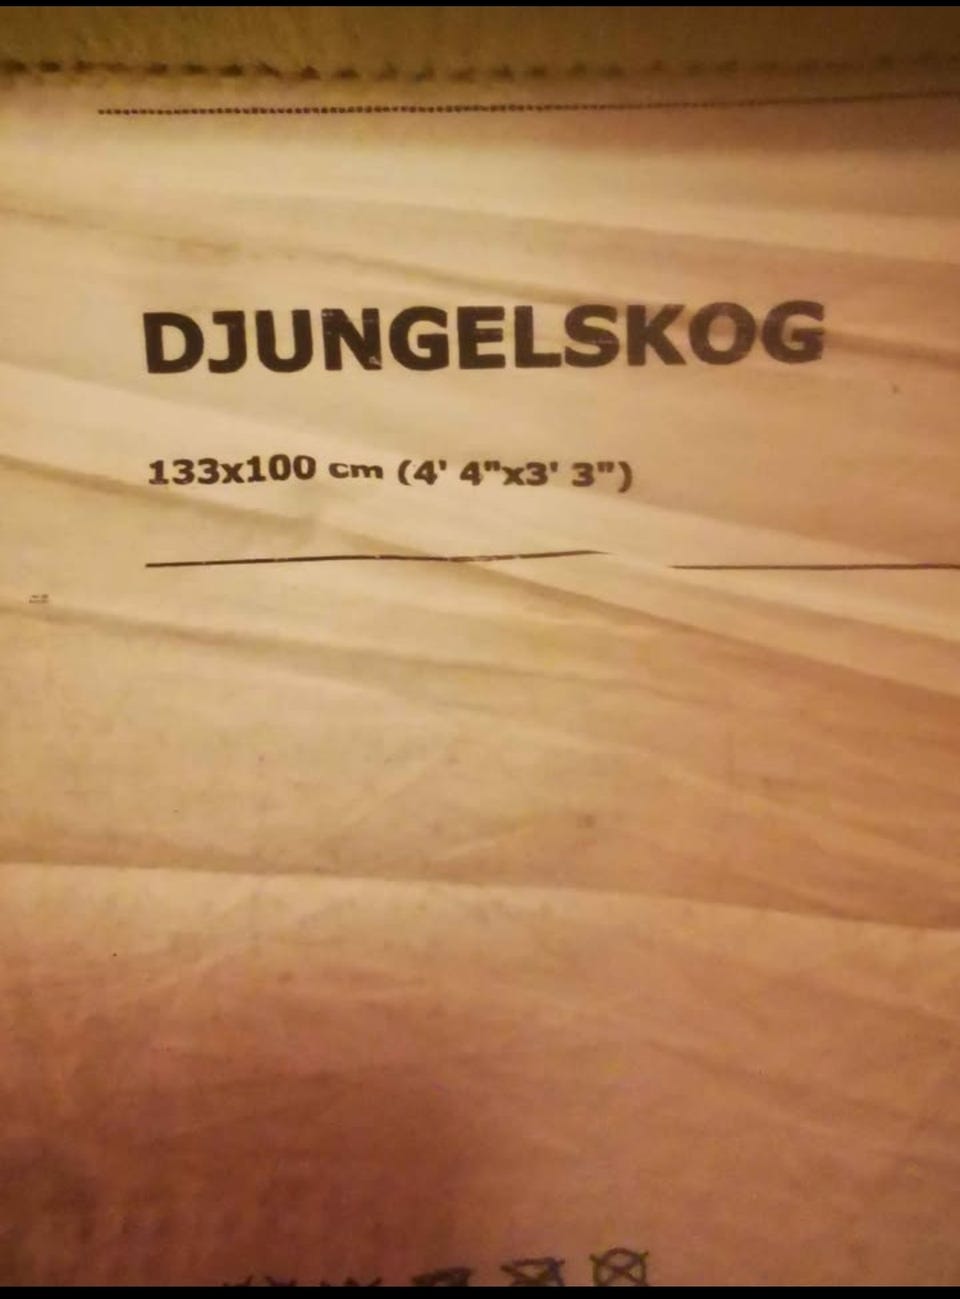 DJUNGELSKOG
133x100 cm (4' 4"x3' 3")